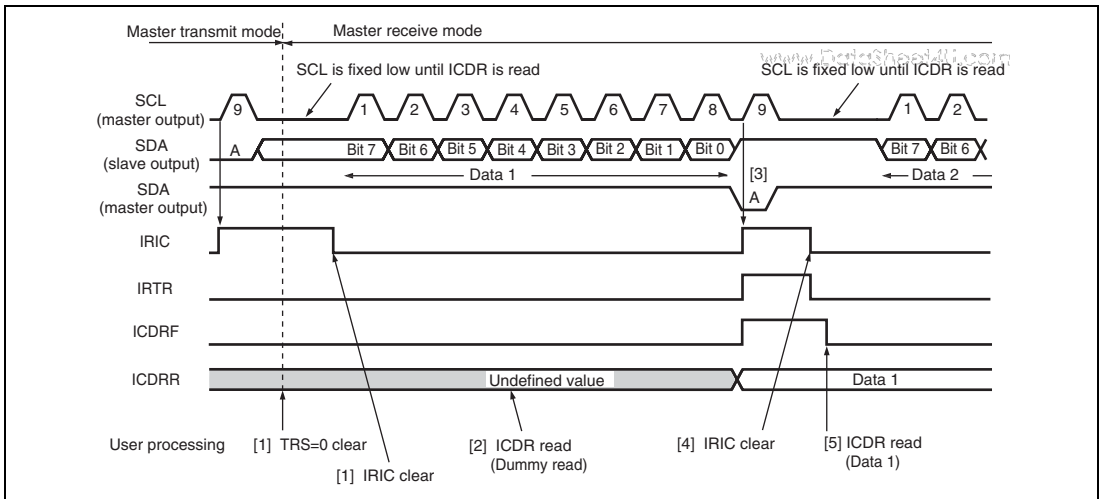 Master transmit mode Master receive mode
www.DataSheet4U.com
SCL is fixed low until ICDR is read SCL is fixed low until ICDR is read
SCL 9 1 2 3 4 5 6 7 8 9 1 2
(master output)
SDA A Bit 7 Bit 6 Bit 5 Bit 4 Bit 3 Bit 2 Bit 1 Bit 0 Bit 7 Bit 6
(slave output)
Data 1 [3] Data 2
SDA A
(master output)
IRIC
IRTR
ICDRF
ICDRR Undefined value Data 1
User processing [1] TRS=0 clear [2] ICDR read [4] IRIC clear [5] ICDR read
(Dummy read) (Data 1)
[1] IRIC clear